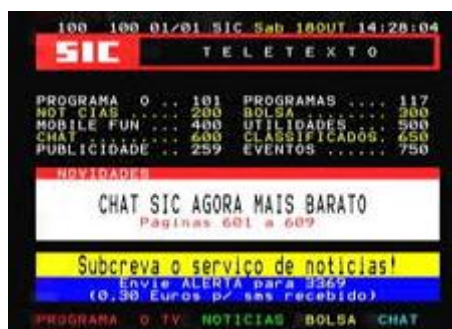 100 100 01/01 SIC Sab 18OUT 14:28:04
SIC TELETEXTO
PROGRAMA O .. 101 PROGRAMAS .... 117
NOT CIAS ..... 200 BOLSA ........ 300
MOBILE FUN ... 400 UTILIDADES ... 500
CHAT ......... 600 CLASSIFICADOS. 650
PUBLICIDADE .. 259 EVENTOS ...... 750
NOVIDADES
CHAT SIC AGORA MAIS BARATO
Páginas 601 a 609
Subcreva o serviço de noticias!
Envie ALERTA para 3369
(0.30 Euros p/ sms recebido)
PROGRAMA O TV NOTICIAS BOLSA CHAT